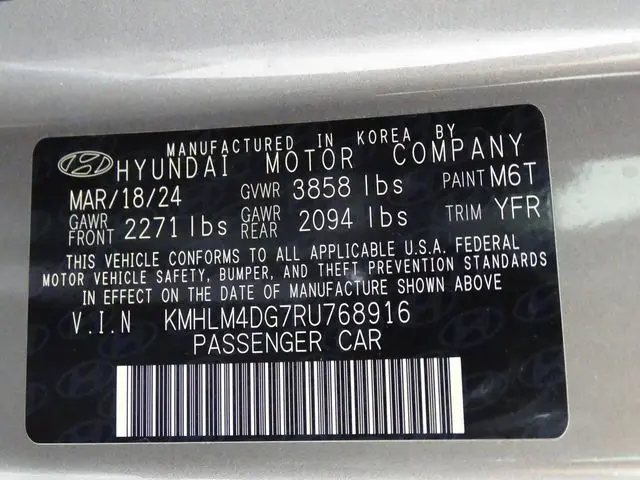 MANUFACTURED IN KOREA BY
HYUNDAI MOTOR COMPANY
MAR/18/24 GVWR 3858 lbs PAINT M6T
GAWR FRONT 2271 lbs GAWR REAR 2094 lbs TRIM YFR
THIS VEHICLE CONFORMS TO ALL APPLICABLE U.S.A. FEDERAL
MOTOR VEHICLE SAFETY, BUMPER, AND THEFT PREVENTION STANDARDS
IN EFFECT ON THE DATE OF MANUFACTURE SHOWN ABOVE
V.I.N KMHLM4DG7RU768916
PASSENGER CAR